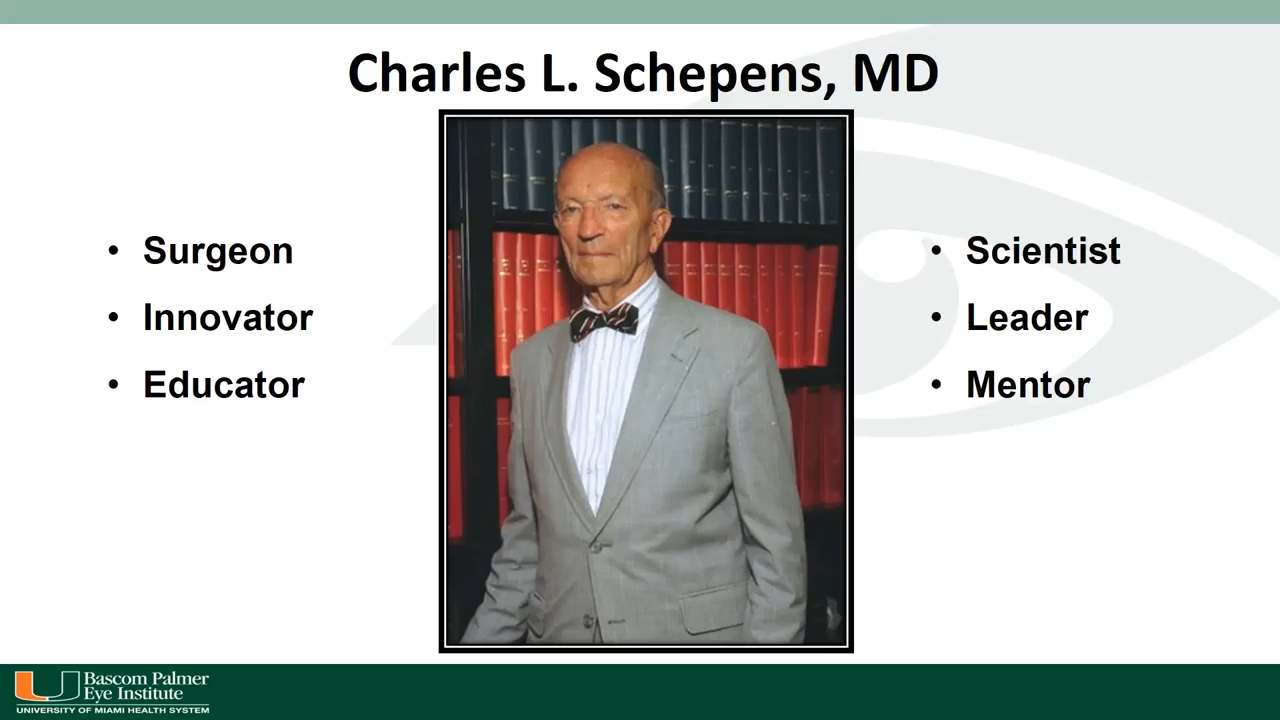 Charles L. Schepens, MD
• Surgeon
• Innovator
• Educator
• Scientist
• Leader
• Mentor
Bascom Palmer
Eye Institute
UNIVERSITY OF MIAMI HEALTH SYSTEM